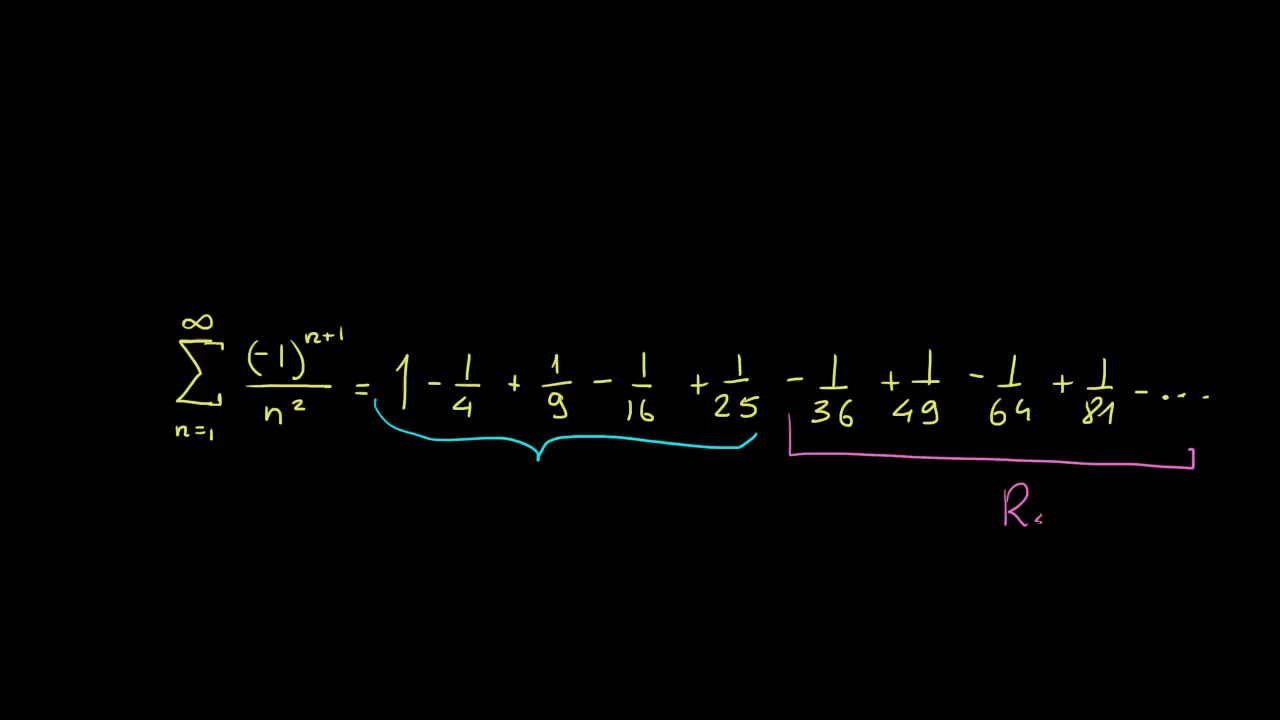 ∞
∑ (-1)^{n+1} / n² = 1 - 1/4 + 1/9 - 1/16 + 1/25 - 1/36 + 1/49 - 1/64 + 1/81 - ....
n=1
R